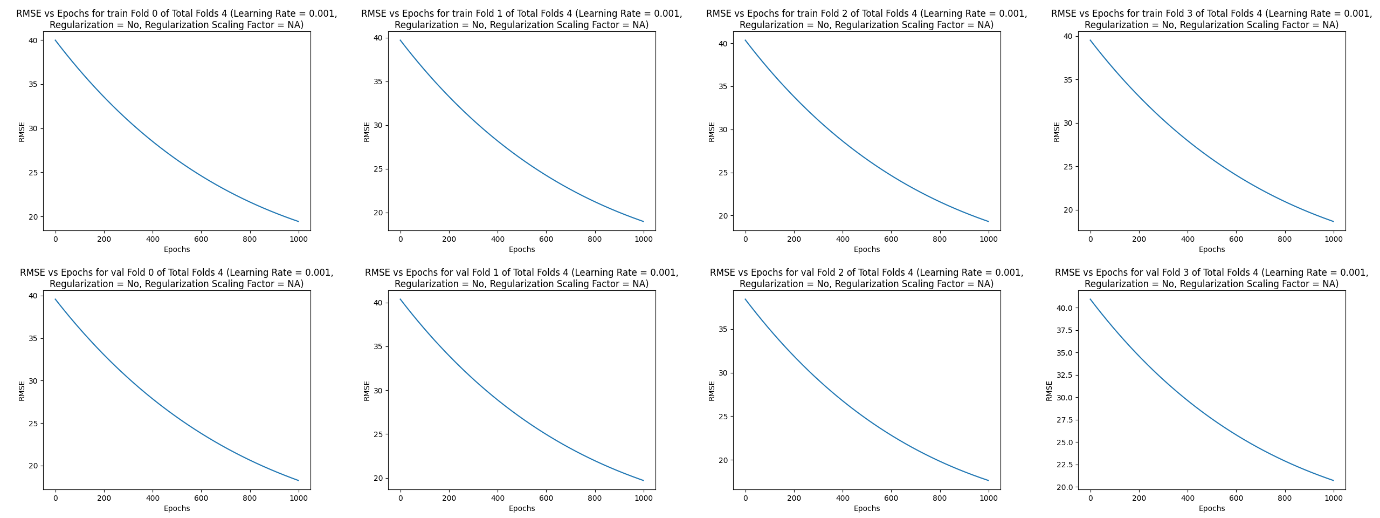 RMSE vs Epochs for train Fold 0 of Total Folds 4 (Learning Rate = 0.001,
Regularization = No, Regularization Scaling Factor = NA)
40
35
30
25
20
RMSE
0 200 400 600 800 1000
Epochs
RMSE vs Epochs for train Fold 1 of Total Folds 4 (Learning Rate = 0.001,
Regularization = No, Regularization Scaling Factor = NA)
40
35
30
25
20
RMSE
0 200 400 600 800 1000
Epochs
RMSE vs Epochs for train Fold 2 of Total Folds 4 (Learning Rate = 0.001,
Regularization = No, Regularization Scaling Factor = NA)
40
35
30
25
20
RMSE
0 200 400 600 800 1000
Epochs
RMSE vs Epochs for train Fold 3 of Total Folds 4 (Learning Rate = 0.001,
Regularization = No, Regularization Scaling Factor = NA)
40
35
30
25
20
RMSE
0 200 400 600 800 1000
Epochs
RMSE vs Epochs for val Fold 0 of Total Folds 4 (Learning Rate = 0.001,
Regularization = No, Regularization Scaling Factor = NA)
40
35
30
25
20
RMSE
0 200 400 600 800 1000
Epochs
RMSE vs Epochs for val Fold 1 of Total Folds 4 (Learning Rate = 0.001,
Regularization = No, Regularization Scaling Factor = NA)
40
35
30
25
20
RMSE
0 200 400 600 800 1000
Epochs
RMSE vs Epochs for val Fold 2 of Total Folds 4 (Learning Rate = 0.001,
Regularization = No, Regularization Scaling Factor = NA)
35
30
25
20
RMSE
0 200 400 600 800 1000
Epochs
RMSE vs Epochs for val Fold 3 of Total Folds 4 (Learning Rate = 0.001,
Regularization = No, Regularization Scaling Factor = NA)
40.0
37.5
35.0
32.5
30.0
27.5
25.0
22.5
20.0
RMSE
0 200 400 600 800 1000
Epochs